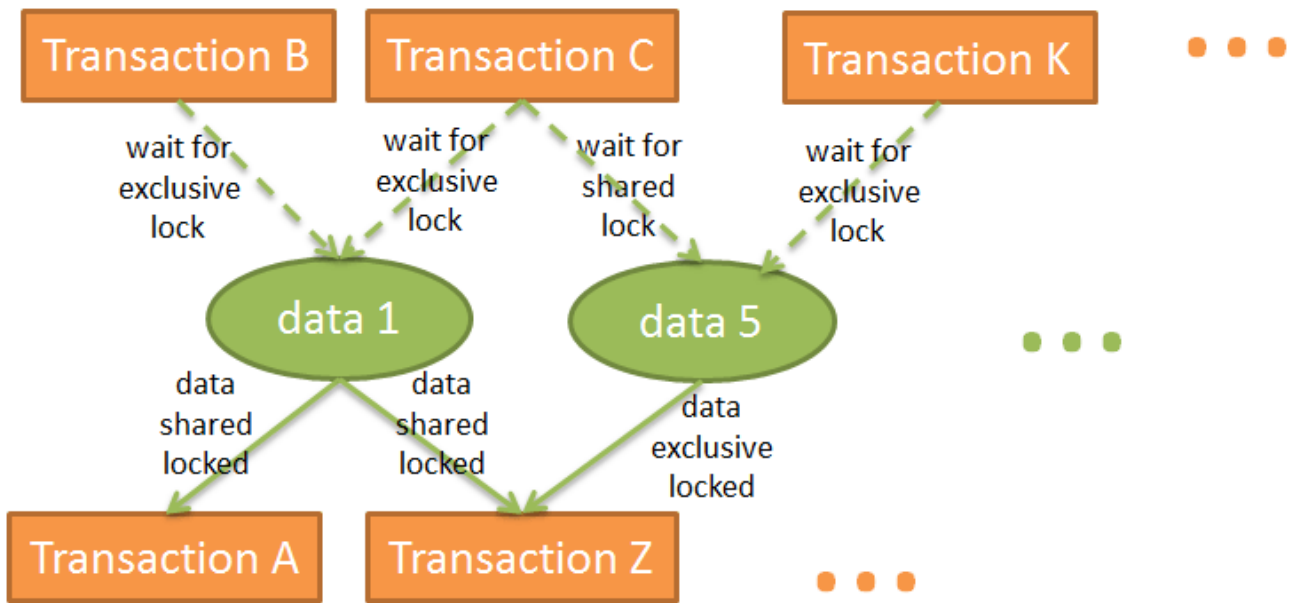 Transaction B
Transaction C
Transaction K
wait for
exclusive
lock
wait for
exclusive
lock
wait for
shared
lock
wait for
exclusive
lock
data 1
data 5
data
shared
locked
data
shared
locked
data
exclusive
locked
Transaction A
Transaction Z